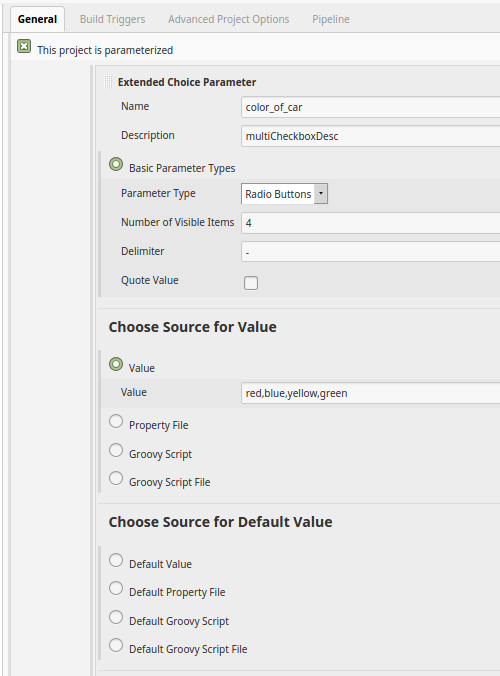 General Build Triggers Advanced Project Options Pipeline
This project is parameterized
Extended Choice Parameter
Name color_of_car
Description multiCheckboxDesc
Basic Parameter Types
Parameter Type Radio Buttons
Number of Visible Items 4
Delimiter -
Quote Value
Choose Source for Value
Value
Value red,blue,yellow,green
Property File
Groovy Script
Groovy Script File
Choose Source for Default Value
Default Value
Default Property File
Default Groovy Script
Default Groovy Script File